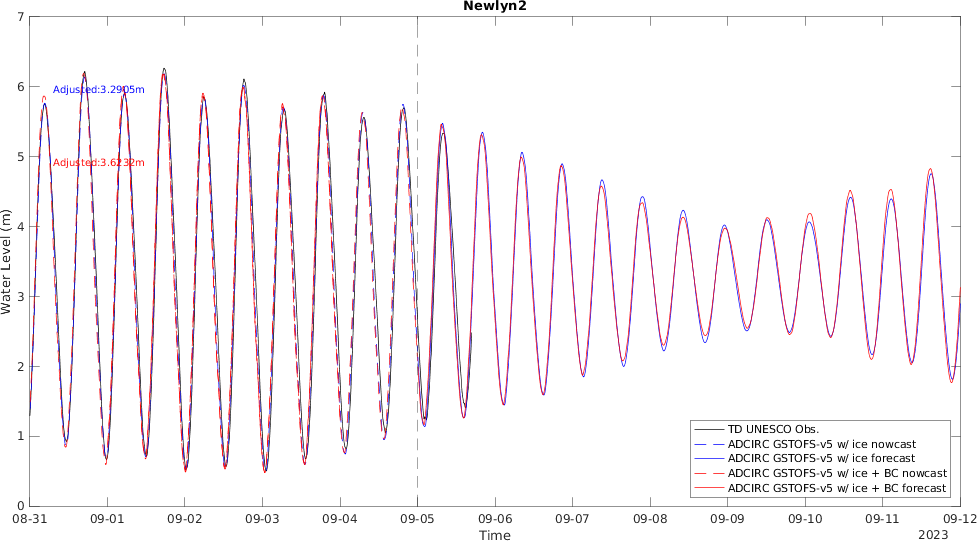 Newlyn2
7
6
5
4
3
2
1
0
Water Level (m)
Adjusted:3.2905m
Adjusted:3.6232m
TD UNESCO Obs.
ADCIRC GSTOFS-v5 w/ ice nowcast
ADCIRC GSTOFS-v5 w/ ice forecast
ADCIRC GSTOFS-v5 w/ ice + BC nowcast
ADCIRC GSTOFS-v5 w/ ice + BC forecast
08-31 09-01 09-02 09-03 09-04 09-05 09-06 09-07 09-08 09-09 09-10 09-11 09-12
Time
2023